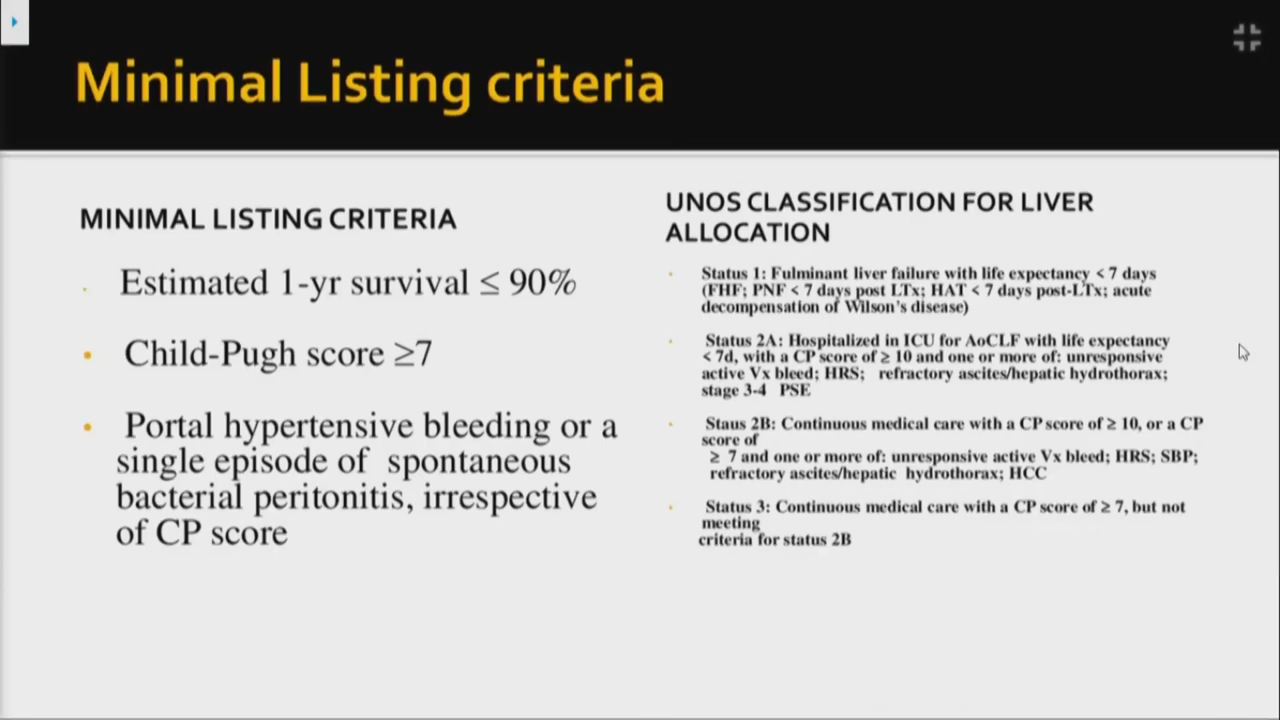 Minimal Listing criteria
MINIMAL LISTING CRITERIA
• Estimated 1-yr survival ≤ 90%
• Child-Pugh score ≥7
• Portal hypertensive bleeding or a
single episode of spontaneous
bacterial peritonitis, irrespective
of CP score
UNOS CLASSIFICATION FOR LIVER
ALLOCATION
• Status 1: Fulminant liver failure with life expectancy < 7 days
(FHF; PNF < 7 days post LTx; HAT < 7 days post-LTx; acute
decompensation of Wilson's disease)
• Status 2A: Hospitalized in ICU for AoCLF with life expectancy
< 7d, with a CP score of ≥ 10 and one or more of: unresponsive
active Vx bleed; HRS; refractory ascites/hepatic hydrothorax;
stage 3-4 PSE
• Staus 2B: Continuous medical care with a CP score of ≥ 10, or a CP
score of
≥ 7 and one or more of: unresponsive active Vx bleed; HRS; SBP;
refractory ascites/hepatic hydrothorax; HCC
• Status 3: Continuous medical care with a CP score of ≥ 7, but not
meeting
criteria for status 2B